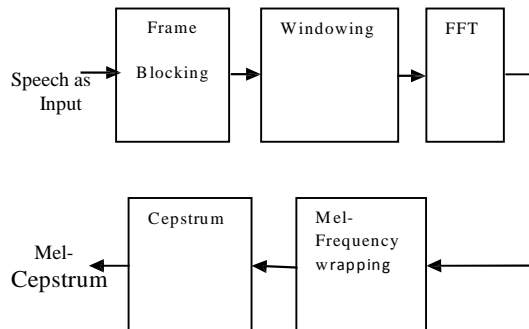 Speech as
Input
Frame
Blocking
Windowing
FFT
Mel-
Frequency
wrapping
Cepstrum
Mel-
Cepstrum